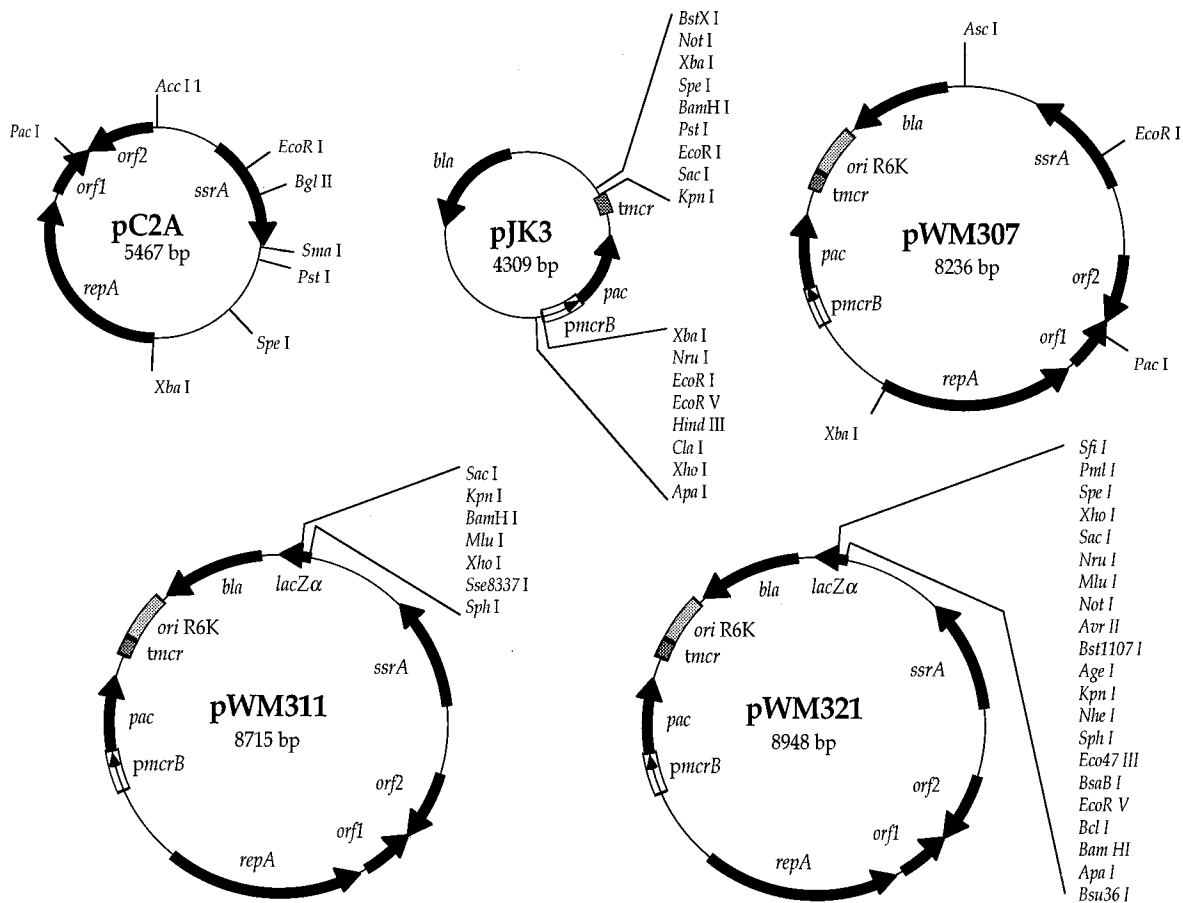 Acc I 1
Pac I
orf2
orf1
EcoR I
ssrA
Bgl II
pC2A
5467 bp
Sma I
Pst I
repA
Spe I
Xba I
BstX I
Not I
Xba I
Spe I
BamH I
Pst I
EcoR I
Sac I
Kpn I
bla
tmcr
pJK3
4309 bp
pac
pmcrB
Xba I
Nru I
EcoR I
EcoR V
Hind III
Cla I
Xho I
Apa I
Asc I
bla
EcoR I
ori R6K
ssrA
tmcr
pWM307
8236 bp
pac
orf2
pmcrB
orf1
Pac I
repA
Xba I
Sac I
Kpn I
BamH I
Mlu I
Xho I
Sse8337 I
Sph I
lacZα
bla
ori R6K
tmcr
ssrA
pWM311
8715 bp
pac
pmcrB
orf2
orf1
repA
Sfi I
Pml I
Spe I
Xho I
Sac I
Nru I
Mlu I
Not I
Avr II
Bst1107 I
Age I
Kpn I
Nhe I
Sph I
Eco47 III
BsaB I
EcoR V
Bcl I
Bam HI
Apa I
Bsu36 I
lacZα
bla
ori R6K
tmcr
ssrA
pWM321
8948 bp
pac
pmcrB
orf2
orf1
repA